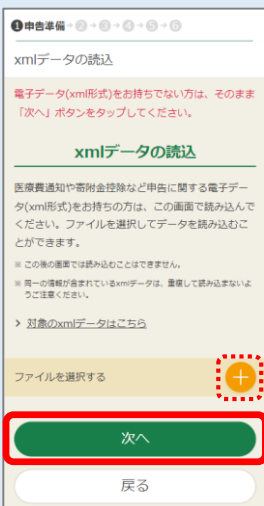 ❶申告準備→②→③→④→⑤→⑥
xmlデータの読込
電子データ(xml形式)をお持ちでない方は、そのまま
「次へ」ボタンをタップしてください。
xmlデータの読込
医療費通知や寄附金控除など申告に関する電子デー
タ(xml形式)をお持ちの方は、この画面で読み込んで
ください。ファイルを選択してデータを読み込むこ
とができます。
※ この後の画面では読み込むことはできません。
※ 同一の情報が含まれているxmlデータは、重複して読み込まないよ
うご注意ください。
> 対象のxmlデータはこちら
ファイルを選択する
次へ
戻る